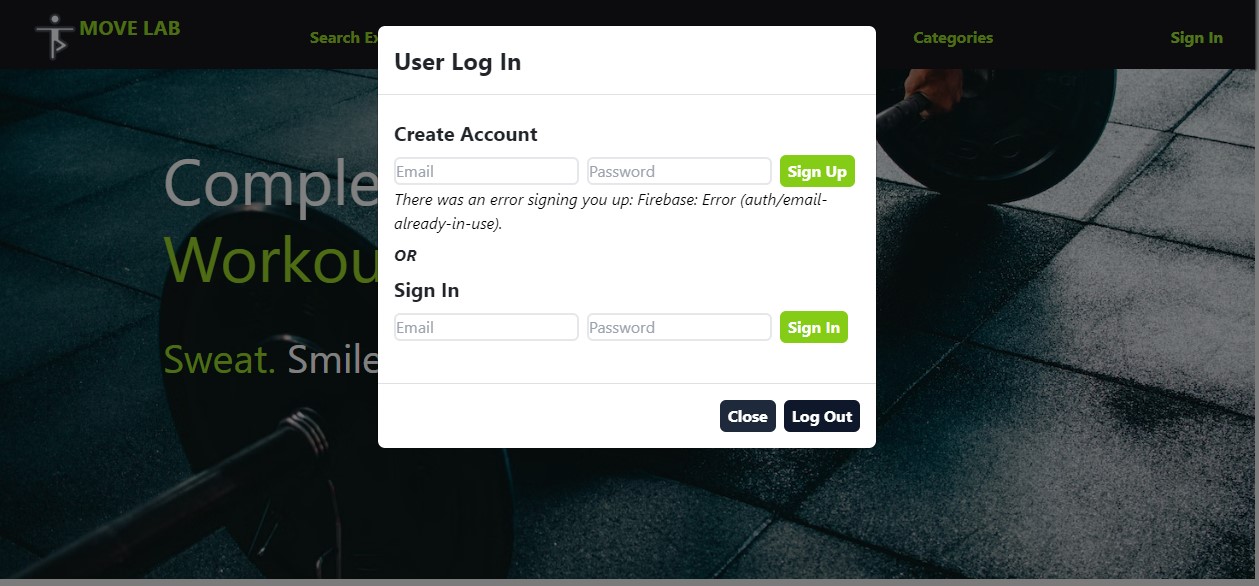 MOVE LAB
Search Ex
Categories
Sign In
User Log In
Create Account
Email
Password
Sign Up
There was an error signing you up: Firebase: Error (auth/email-
already-in-use).
OR
Sign In
Email
Password
Sign In
Close
Log Out
Comple
Workou
Sweat. Smile